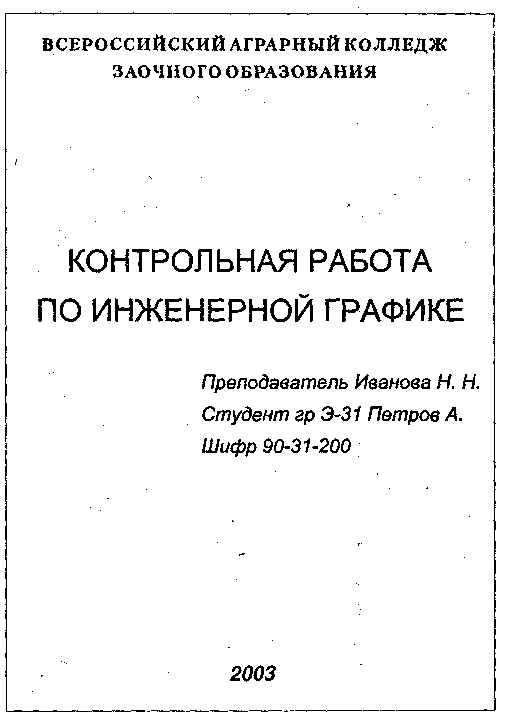 ВСЕРОССИЙСКИЙ АГРАРНЫЙ КОЛЛЕДЖ
ЗАОЧНОГО ОБРАЗОВАНИЯ
КОНТРОЛЬНАЯ РАБОТА
ПО ИНЖЕНЕРНОЙ ГРАФИКЕ
Преподаватель Иванова Н. Н.
Студент гр Э-31 Петров А.
Шифр 90-31-200
2003